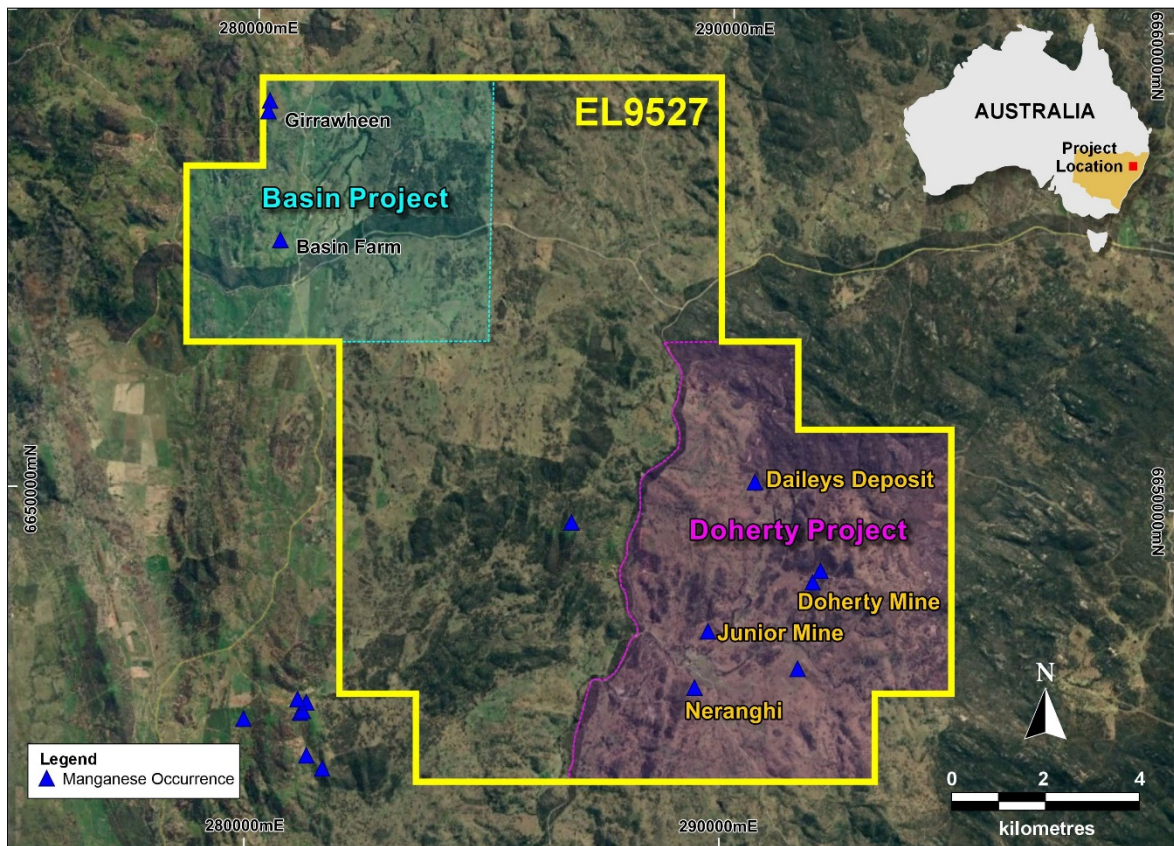 280000mE
290000mE
6660000mN
EL9527
Girrawheen
Basin Project
Basin Farm
AUSTRALIA
Project
Location
6650000mN
6650000mN
Daileys Deposit
Doherty Project
Doherty Mine
Junior Mine
Neranghi
N
Legend
Manganese Occurrence
0 2 4
kilometres
280000mE
290000mE